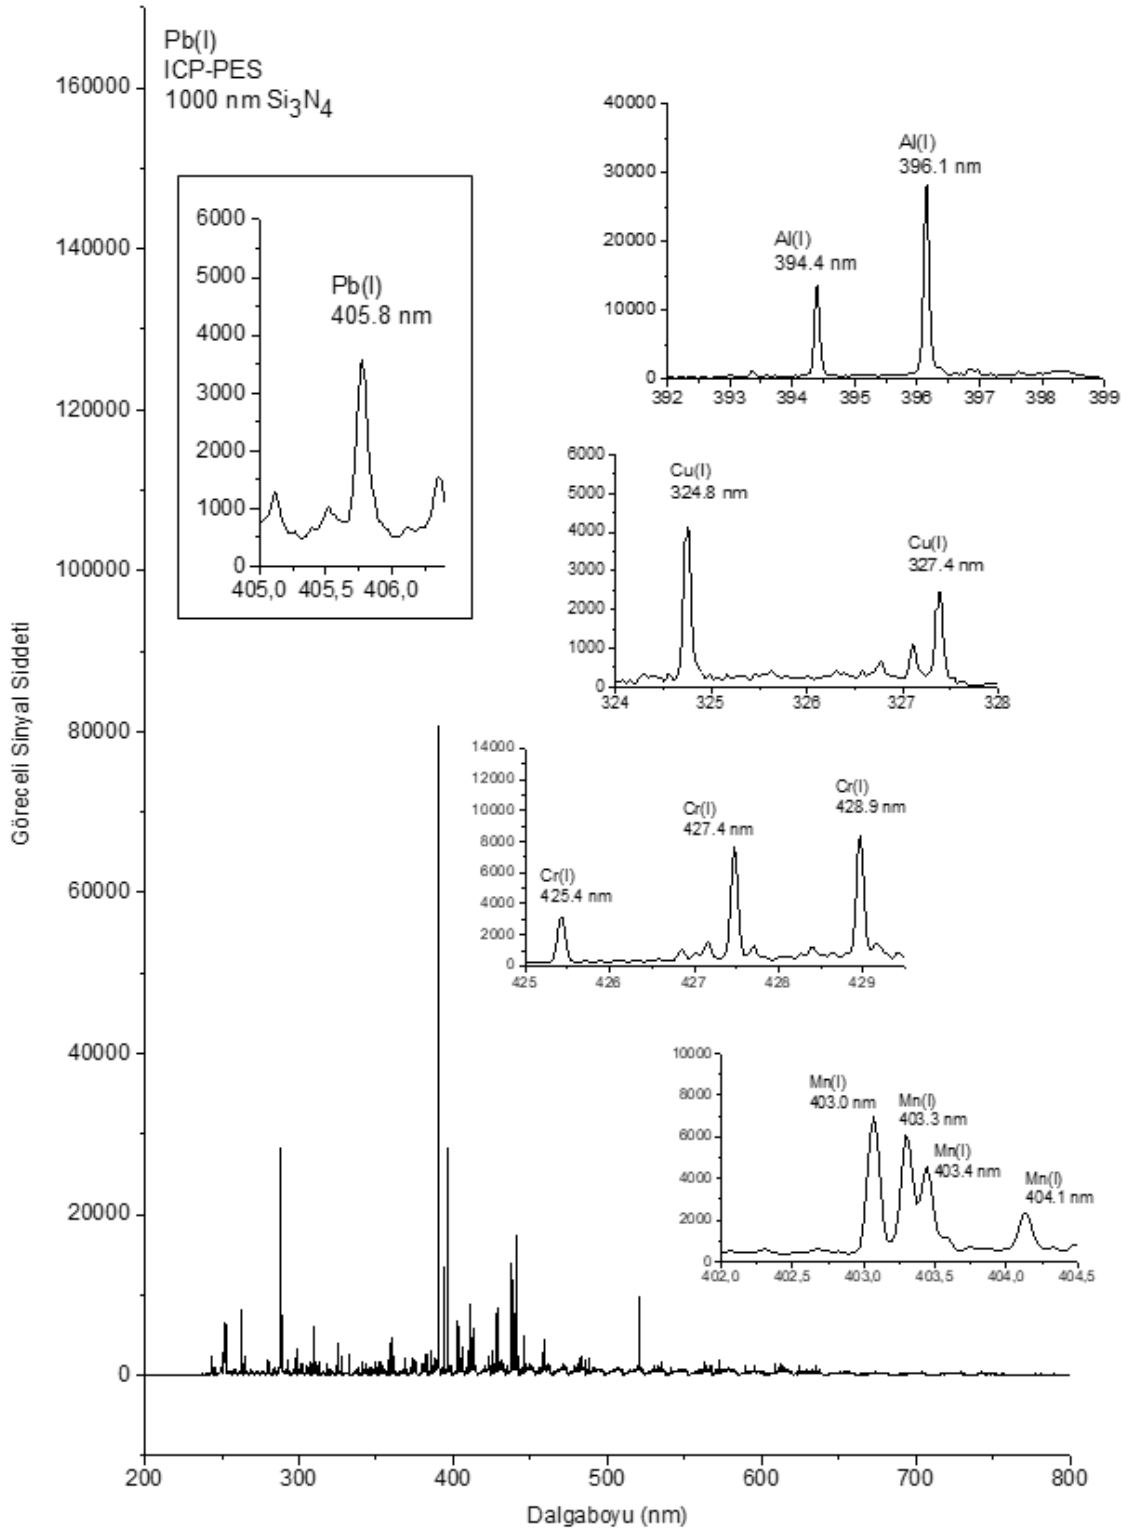 Pb(I)
ICP-PES
1000 nm Si3N4
160000
140000
120000
100000
80000
60000
40000
20000
0
200 300 400 500 600 700 800
Dalgaboyu (nm)
Göreceli Sinyal Siddeti
6000
5000
4000
3000
2000
1000
0
405,0 405,5 406,0
Pb(I)
405.8 nm
40000
30000
20000
10000
0
392 393 394 395 396 397 398 399
Al(I)
394.4 nm
Al(I)
396.1 nm
6000
5000
4000
3000
2000
1000
0
324 325 326 327 328
Cu(I)
324.8 nm
Cu(I)
327.4 nm
14000
12000
10000
8000
6000
4000
2000
0
425 426 427 428 429
Cr(I)
425.4 nm
Cr(I)
427.4 nm
Cr(I)
428.9 nm
10000
8000
6000
4000
2000
0
402,0 402,5 403,0 403,5 404,0 404,5
Mn(I)
403.0 nm
Mn(I)
403.3 nm
Mn(I)
403.4 nm
Mn(I)
404.1 nm